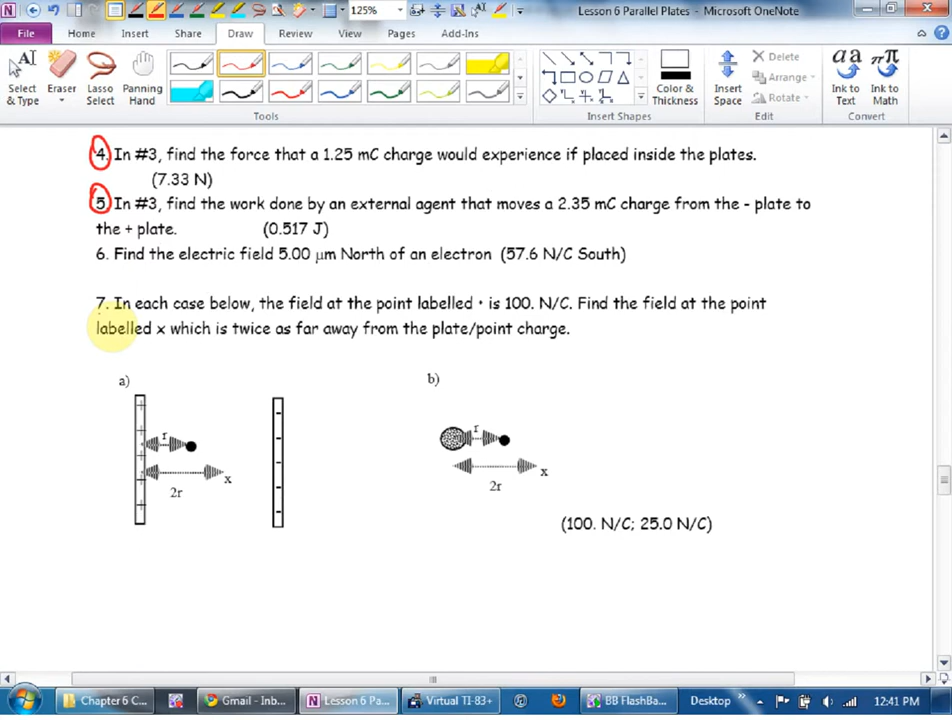 125%
Lesson 6 Parallel Plates - Microsoft OneNote
File Home Insert Share Draw Review View Pages Add-Ins
Select & Type
Eraser
Lasso Select
Panning Hand
Color & Thickness
Insert Space
Delete
Arrange
Rotate
Ink to Text
Ink to Math
Tools Insert Shapes Edit Convert
4. In #3, find the force that a 1.25 mC charge would experience if placed inside the plates.
(7.33 N)
5. In #3, find the work done by an external agent that moves a 2.35 mC charge from the - plate to
the + plate. (0.517 J)
6. Find the electric field 5.00 μm North of an electron (57.6 N/C South)
7. In each case below, the field at the point labelled · is 100. N/C. Find the field at the point
labelled x which is twice as far away from the plate/point charge.
a) b)
r r
x x
2r 2r
(100. N/C; 25.0 N/C)
Chapter 6 C... Gmail - Inb... Lesson 6 Pa... Virtual TI-83+ BB FlashBa... Desktop 12:41 PM